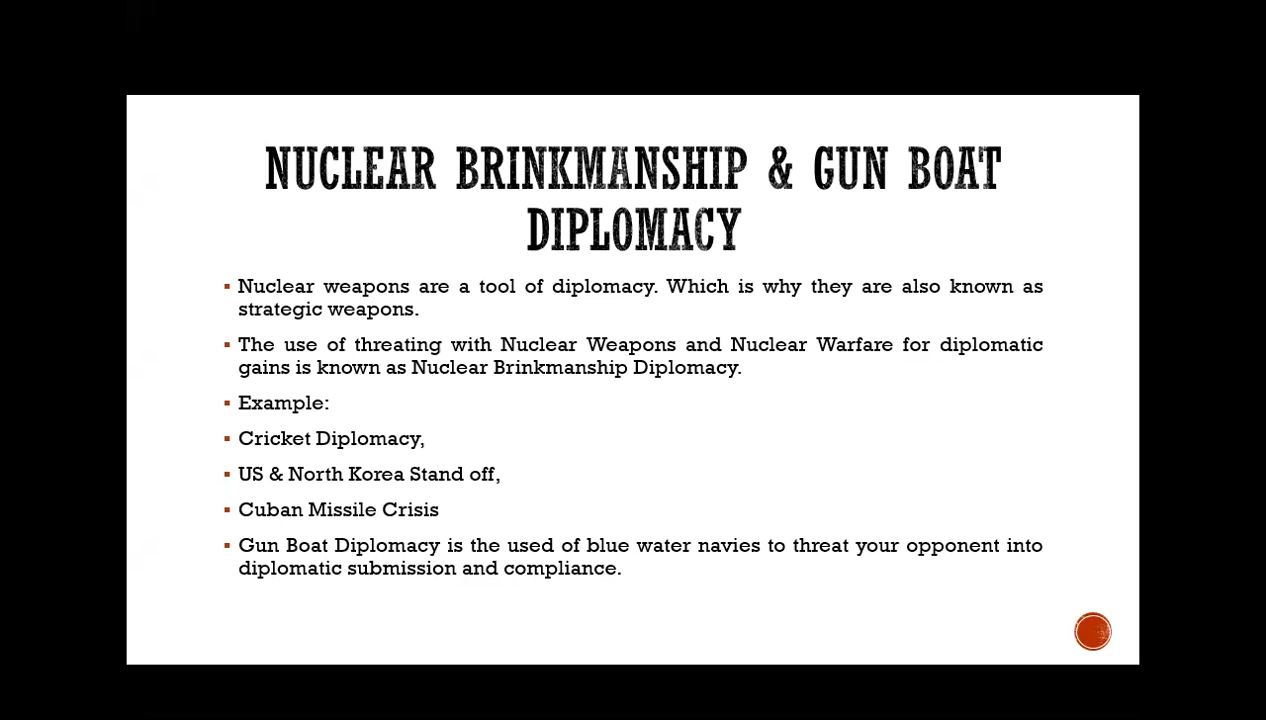 NUCLEAR BRINKMANSHIP & GUN BOAT
DIPLOMACY
▪ Nuclear weapons are a tool of diplomacy. Which is why they are also known as
strategic weapons.
▪ The use of threating with Nuclear Weapons and Nuclear Warfare for diplomatic
gains is known as Nuclear Brinkmanship Diplomacy.
▪ Example:
▪ Cricket Diplomacy,
▪ US & North Korea Stand off,
▪ Cuban Missile Crisis
▪ Gun Boat Diplomacy is the used of blue water navies to threat your opponent into
diplomatic submission and compliance.